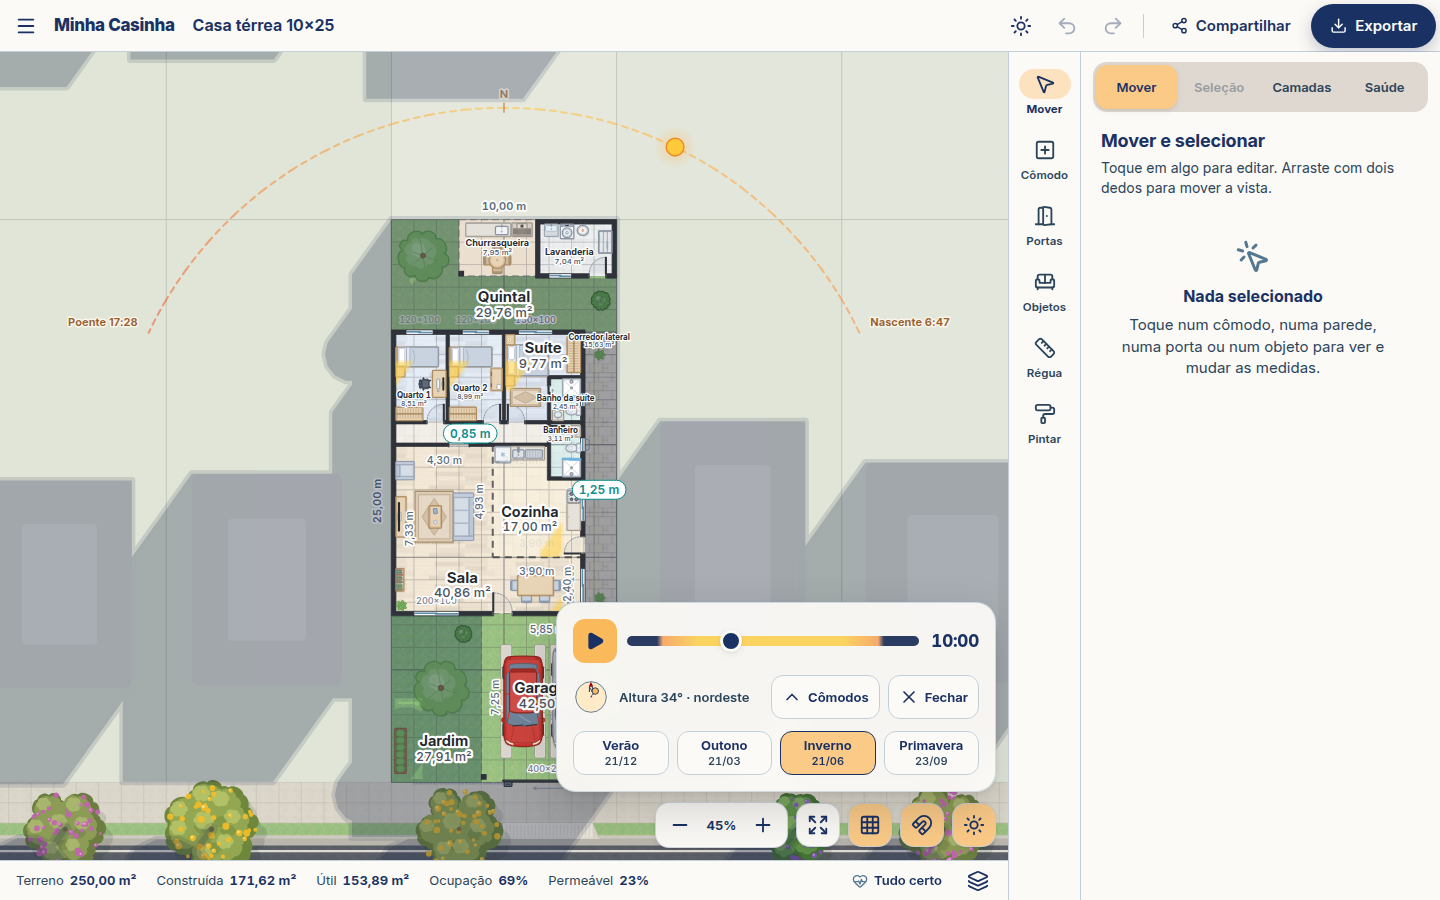 Minha Casinha
Casa térrea 10×25
Compartilhar
Exportar
N
10,00 m
Poente 17:28
Nascente 6:47
Churrasqueira
7,95 m²
Lavanderia
7,04 m²
Quintal
29,76 m²
120×100
Corredor lateral
15,63 m²
Suíte
9,77 m²
Quarto 1
8,51 m²
Quarto 2
8,99 m²
Banho da suíte
2,45 m²
Banheiro
3,11 m²
0,85 m
4,30 m
25,00 m
4,93 m
7,33 m
1,25 m
Cozinha
17,00 m²
3,90 m
2,40 m
Sala
40,86 m²
5,85
7,25 m
Garag
42,50
Jardim
27,91 m²
400×2
10:00
Altura 34° · nordeste
Cômodos
Fechar
Verão
21/12
Outono
21/03
Inverno
21/06
Primavera
23/09
45%
Terreno 250,00 m²
Construída 171,62 m²
Útil 153,89 m²
Ocupação 69%
Permeável 23%
Tudo certo
Mover
Cômodo
Portas
Objetos
Régua
Pintar
Mover
Seleção
Camadas
Saúde
Mover e selecionar
Toque em algo para editar. Arraste com dois
dedos para mover a vista.
Nada selecionado
Toque num cômodo, numa parede,
numa porta ou num objeto para ver e
mudar as medidas.